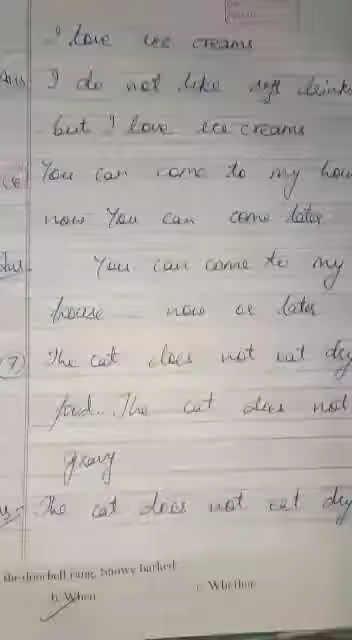 I love ice creams
Ans I do not like soft drinks
but I love ice creams
(6) You can come to my hou
now You can come later
Ans You can come to my
house now or later
(7) The cat does not eat dry
food. The cat does not
gravy
The cat does not eat dry
the doorbell rang, Snowy barked
b. When
c. Whether